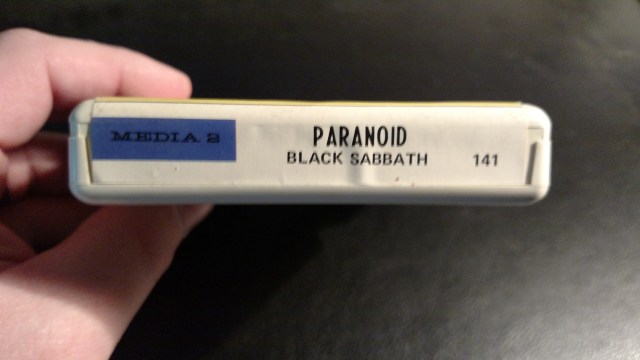 MEDIA 2
PARANOID
BLACK SABBATH
141